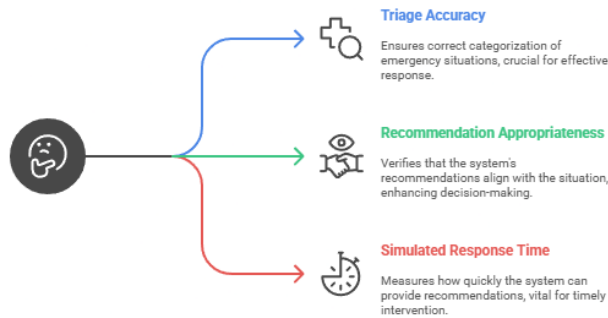 Triage Accuracy
Ensures correct categorization of
emergency situations, crucial for effective
response.
Recommendation Appropriateness
Verifies that the system's
recommendations align with the situation,
enhancing decision-making.
Simulated Response Time
Measures how quickly the system can
provide recommendations, vital for timely
intervention.